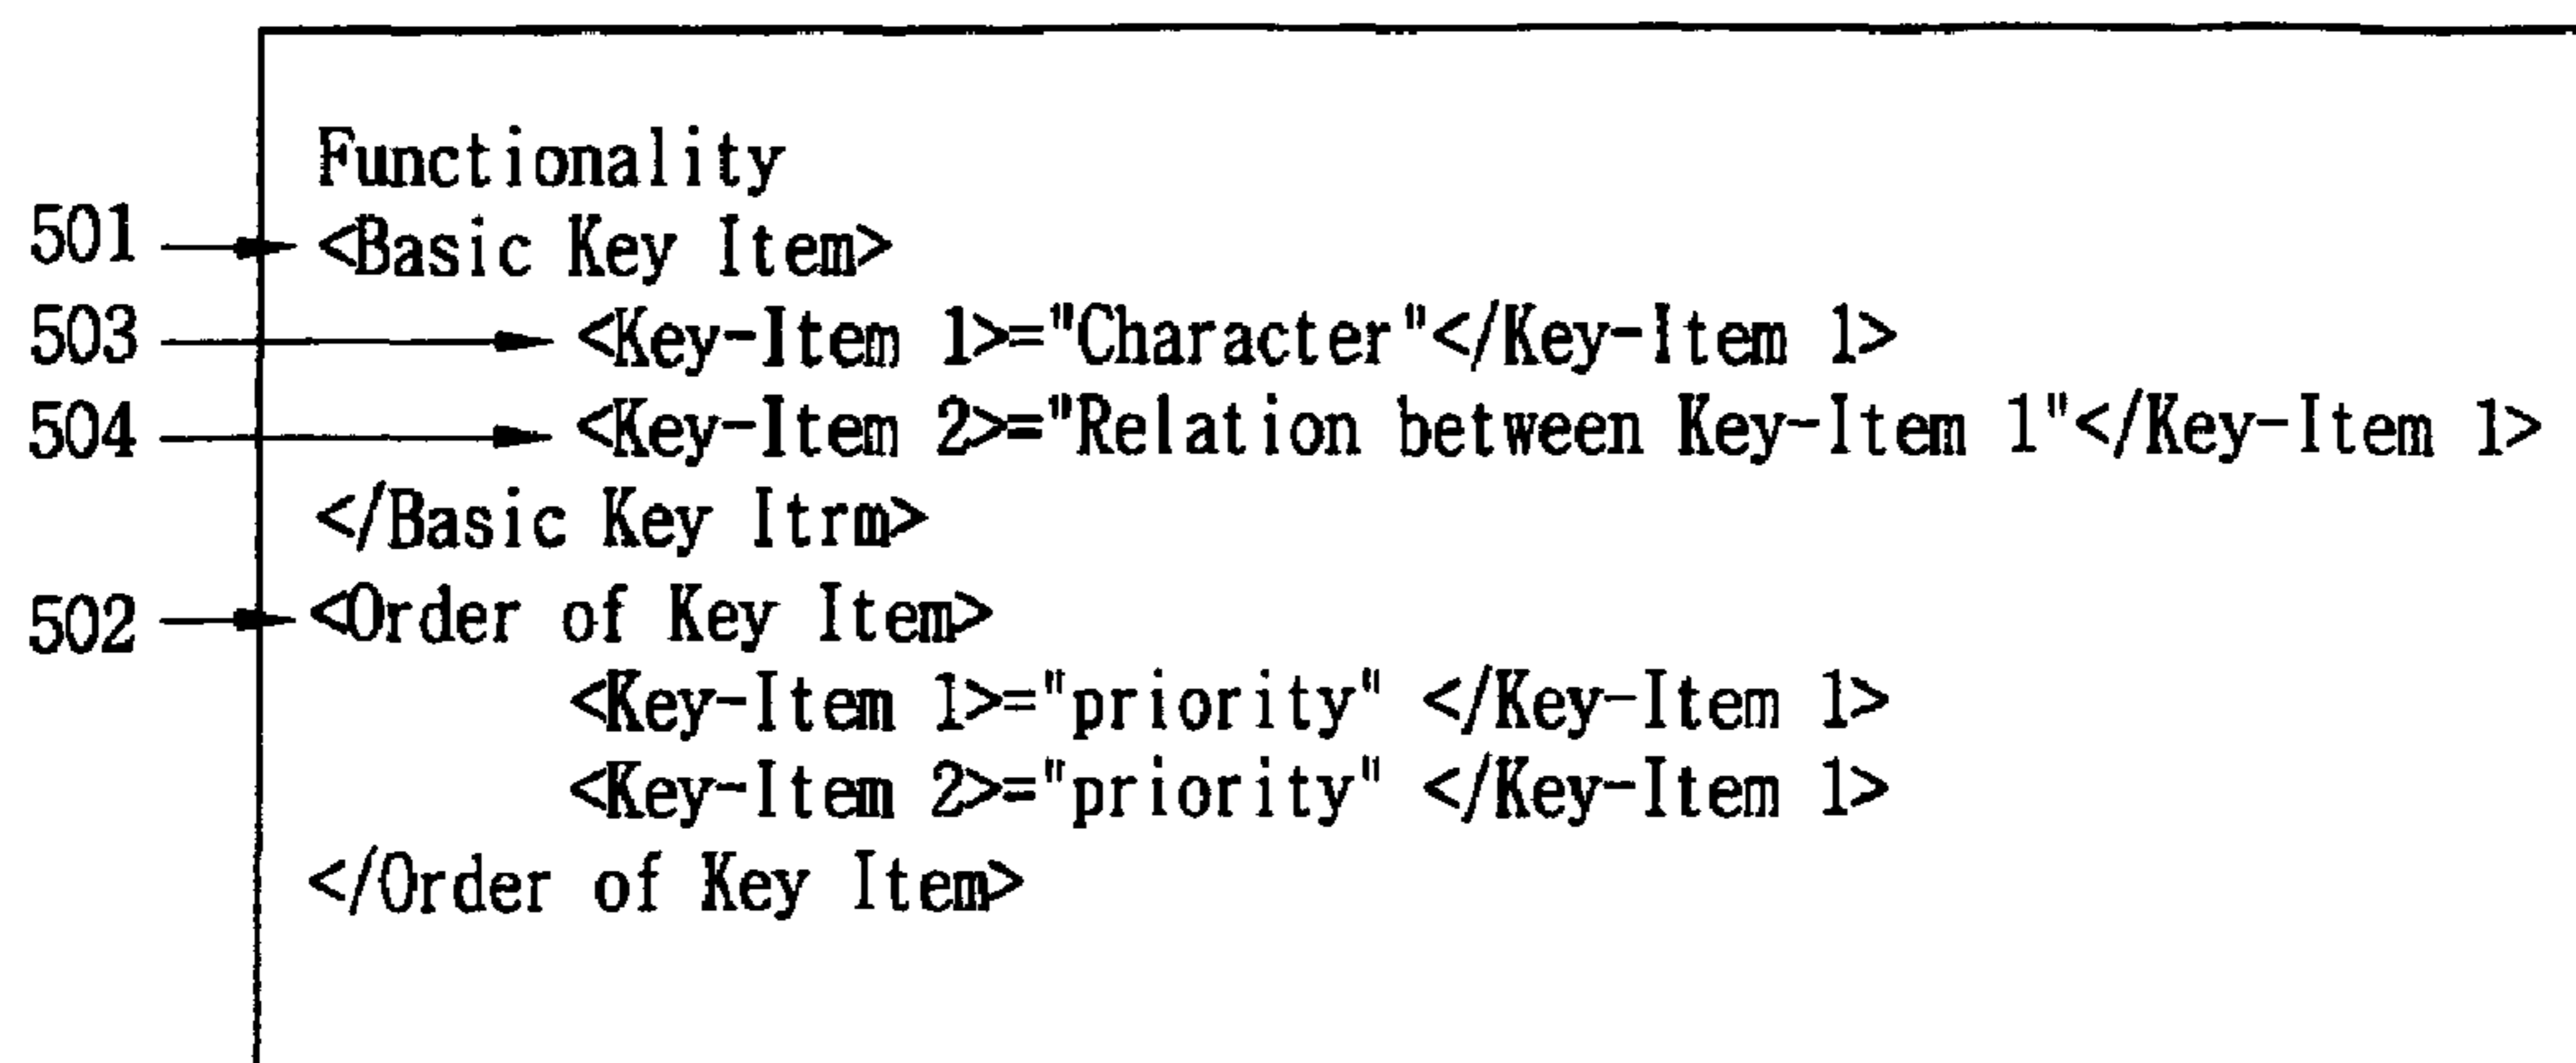 Functionality
501 <Basic Key Item>
503 <Key-Item 1>="Character"</Key-Item 1>
504 <Key-Item 2>="Relation between Key-Item 1"</Key-Item 1>
</Basic Key Itrm>
502 <Order of Key Item>
<Key-Item 1>="priority" </Key-Item 1>
<Key-Item 2>="priority" </Key-Item 1>
</Order of Key Item>